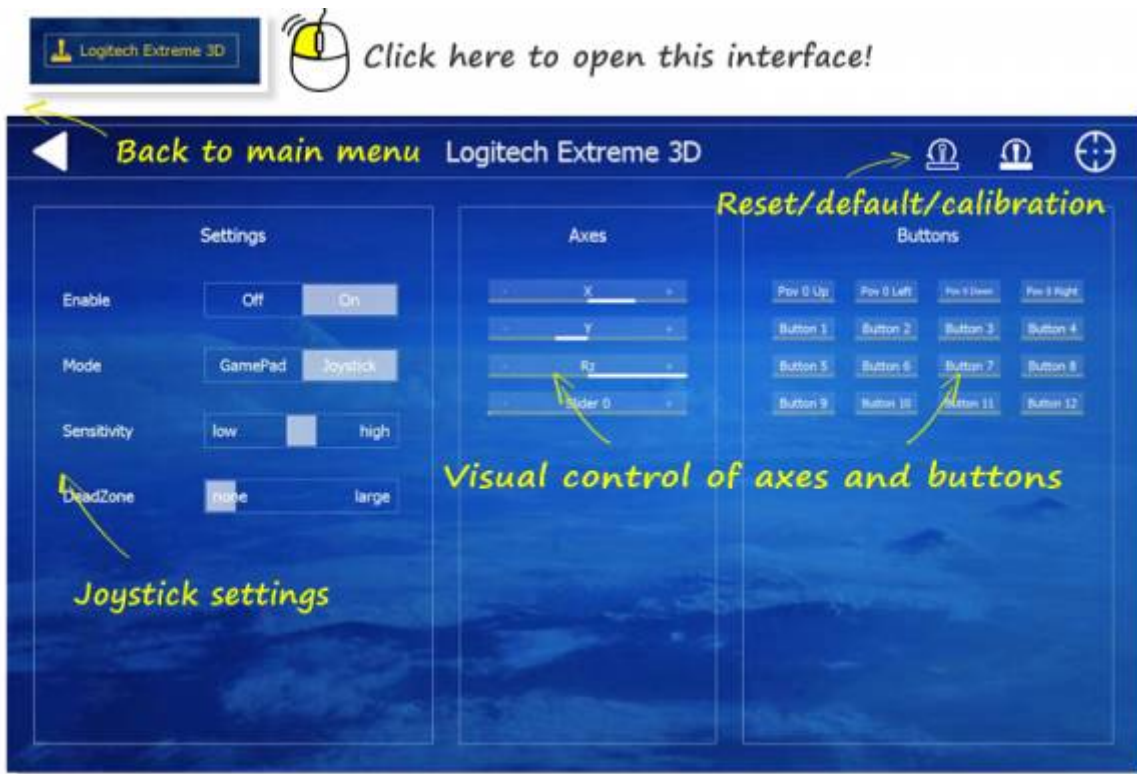 Logitech Extreme 3D
Click here to open this interface!
Back to main menu
Logitech Extreme 3D
Reset/default/calibration
Settings
Axes
Buttons
Enable
Off
On
X
Pov 0 Up
Pov 0 Left
Pov 0 Down
Pov 0 Right
Y
Button 1
Button 2
Button 3
Button 4
Mode
GamePad
Joystick
Rz
Button 5
Button 6
Button 7
Button 8
Slider 0
Button 9
Button 10
Button 11
Button 12
Sensitivity
low
high
Visual control of axes and buttons
DeadZone
none
large
Joystick settings